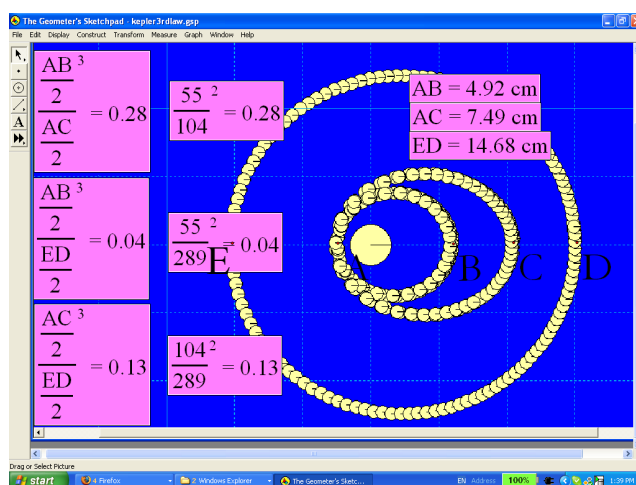 The Geometer's Sketchpad - kepler3rdlaw.gsp
File Edit Display Construct Transform Measure Graph Window Help
AB 3
2
AC
2
= 0.28
55 2
104
= 0.28
AB = 4.92 cm
AC = 7.49 cm
ED = 14.68 cm
AB 3
2
ED
2
= 0.04
55 2
289
= 0.04
E A B C D
AC 3
2
ED
2
= 0.13
104 2
289
= 0.13
A
Drag or Select Picture
start 4 Firefox 2 Windows Explorer The Geometer's Sketc... EN Address 100% 1:39 PM